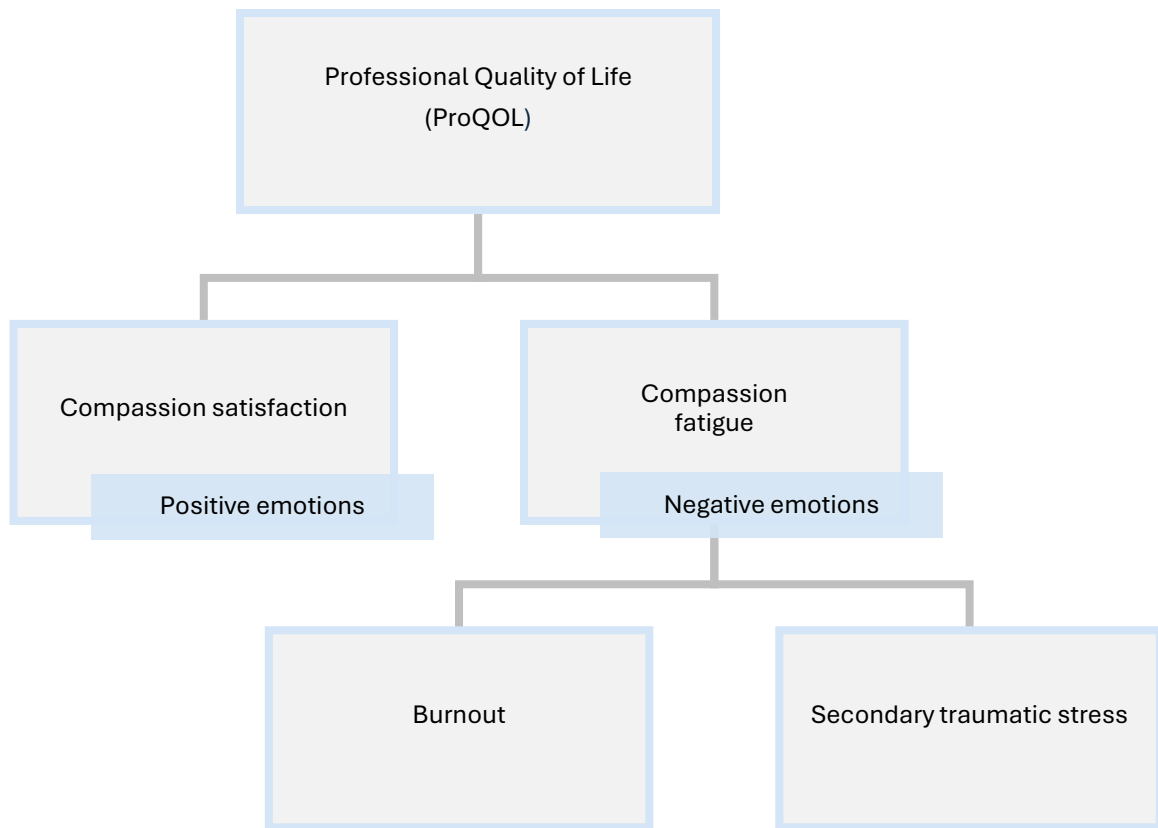 Professional Quality of Life
(ProQOL)
Compassion satisfaction
Positive emotions
Compassion
fatigue
Negative emotions
Burnout
Secondary traumatic stress